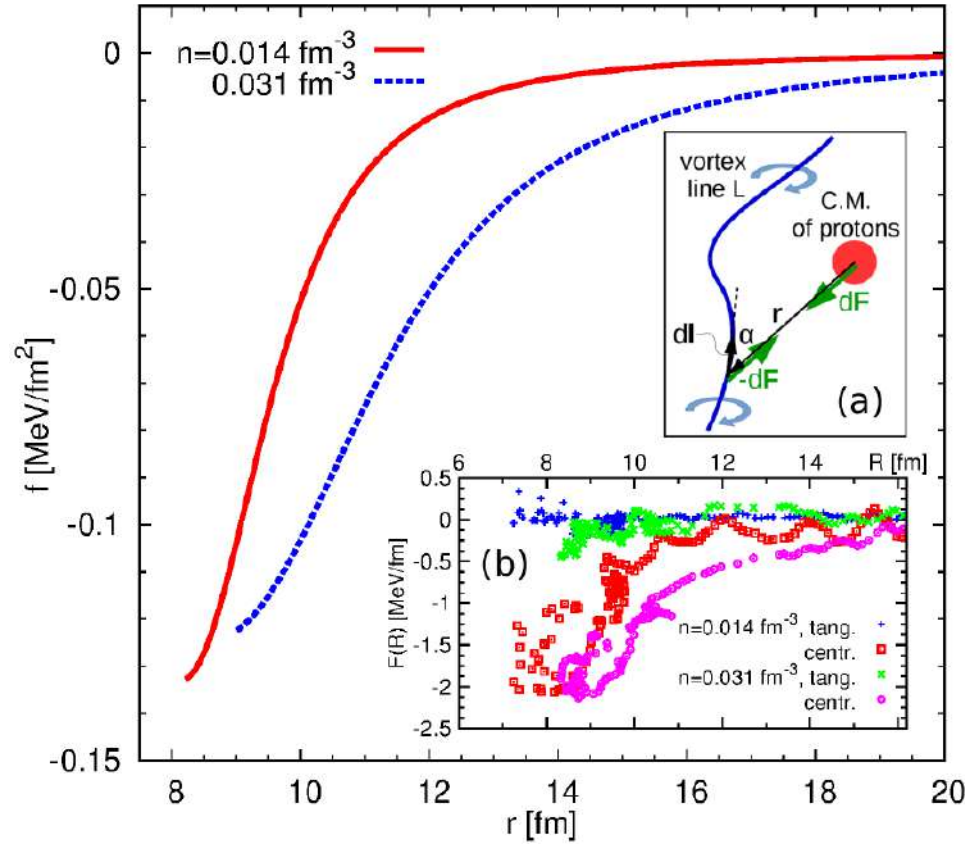 n=0.014 fm⁻³
0.031 fm⁻³
0
-0.05
-0.1
-0.15
f [MeV/fm²]
8 10 12 14 16 18 20
r [fm]
vortex
line L
C.M.
of protons
dF
r
dl
α
-dF
(a)
6 8 10 12 14 R [fm]
0.5
0
-0.5
-1
-1.5
-2
-2.5
F(R) [MeV/fm]
(b)
n=0.014 fm⁻³, tang.
centr.
n=0.031 fm⁻³, tang.
centr.